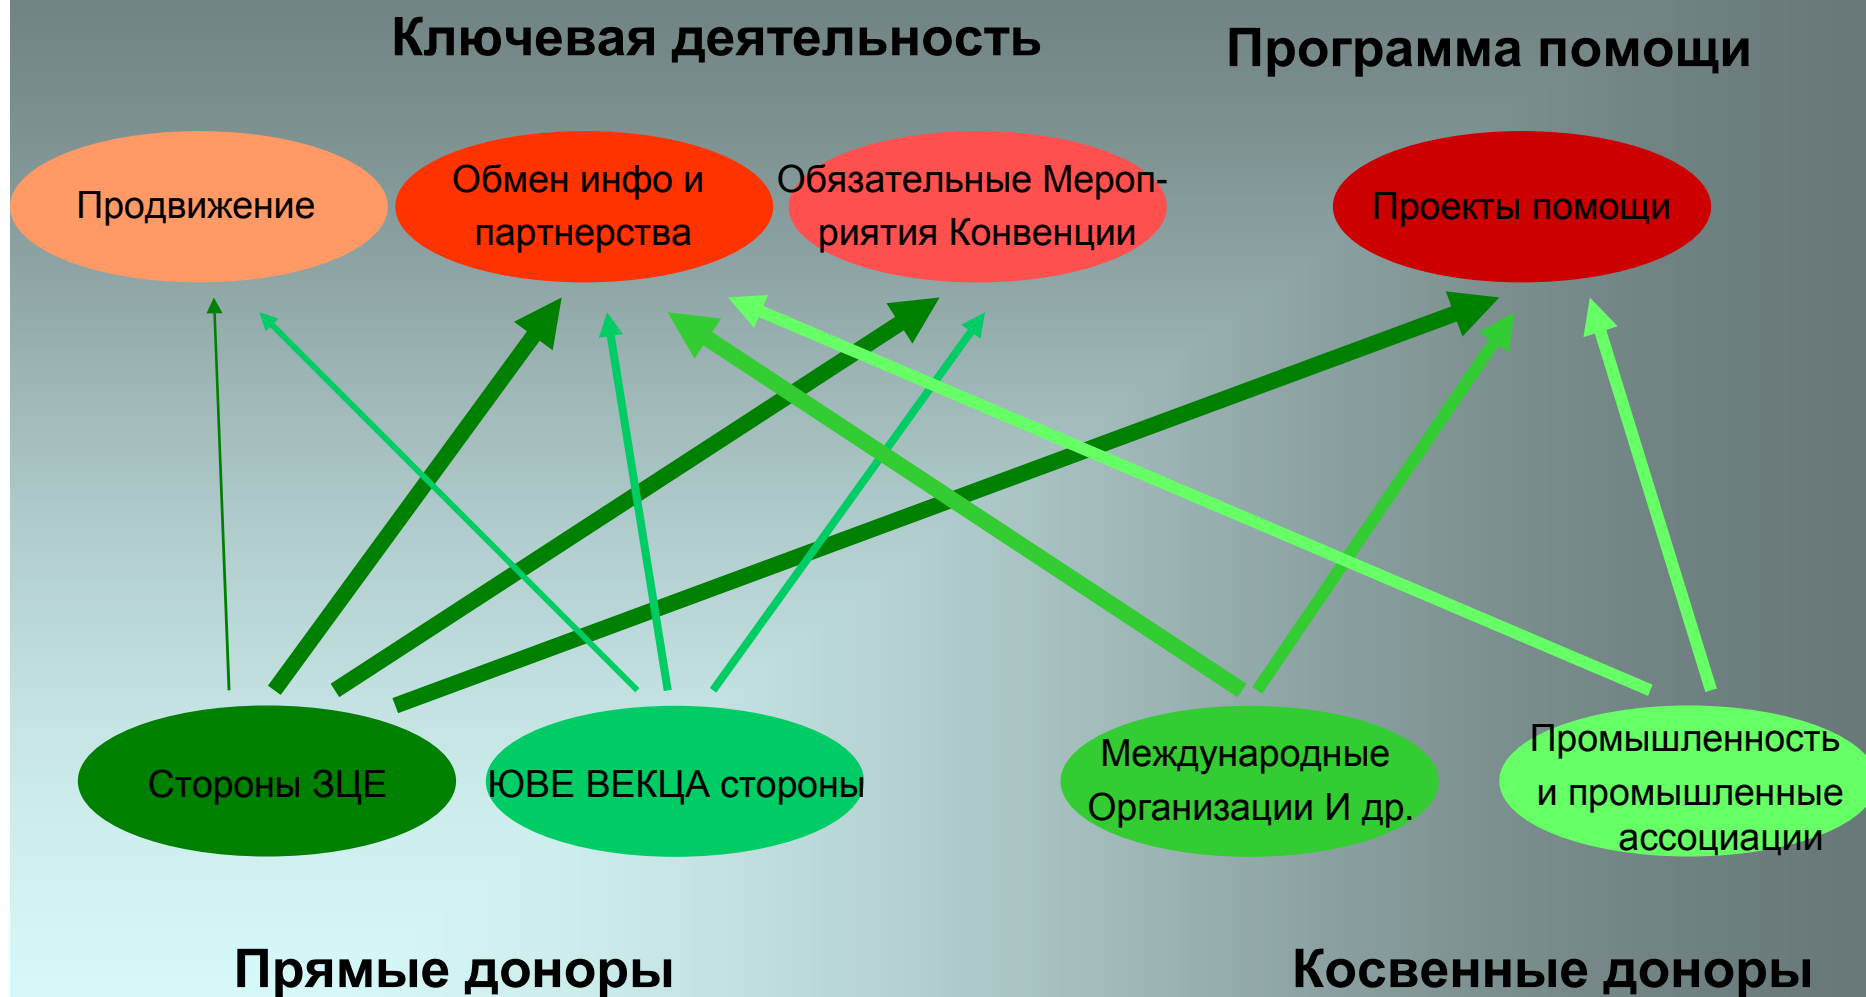 Ключевая деятельность
Программа помощи
Продвижение
Обмен инфо и
партнерства
Обязательные Мероп-
риятия Конвенции
Проекты помощи
Стороны ЗЦЕ
ЮВЕ ВЕКЦА стороны
Международные
Организации И др.
Промышленность
и промышленные
ассоциации
Прямые доноры
Косвенные доноры